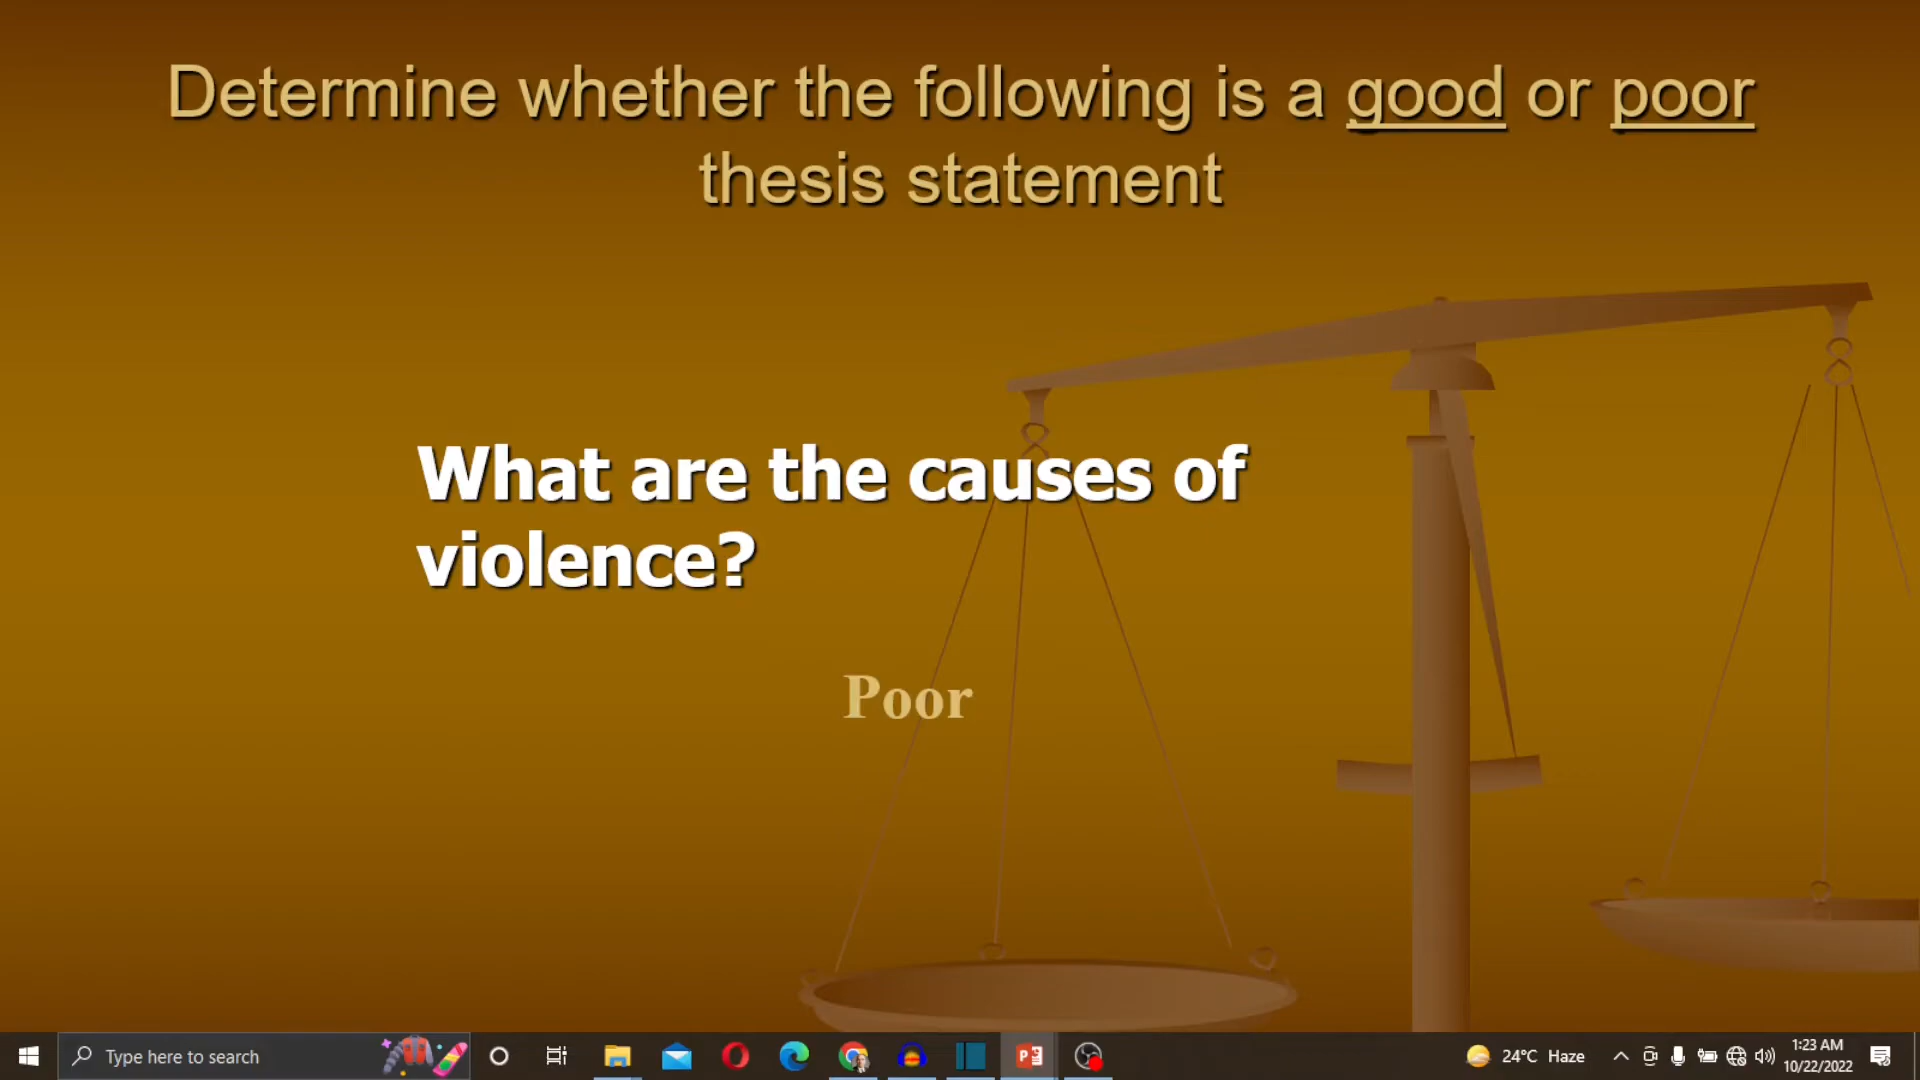 Determine whether the following is a good or poor
thesis statement
What are the causes of
violence?
Poor
Type here to search
24°C Haze
1:23 AM
10/22/2022